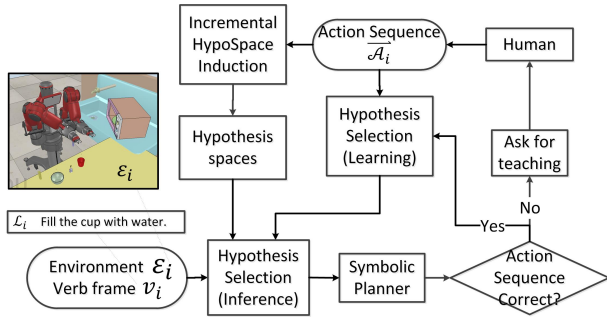 Incremental
HypoSpace
Induction
Action Sequence
𝒜ᵢ
Human
Hypothesis
spaces
Hypothesis
Selection
(Learning)
Ask for
teaching
ℰᵢ
No
Yes
ℒᵢ Fill the cup with water.
Environment ℰᵢ
Verb frame 𝑣ᵢ
Hypothesis
Selection
(Inference)
Symbolic
Planner
Action
Sequence
Correct?